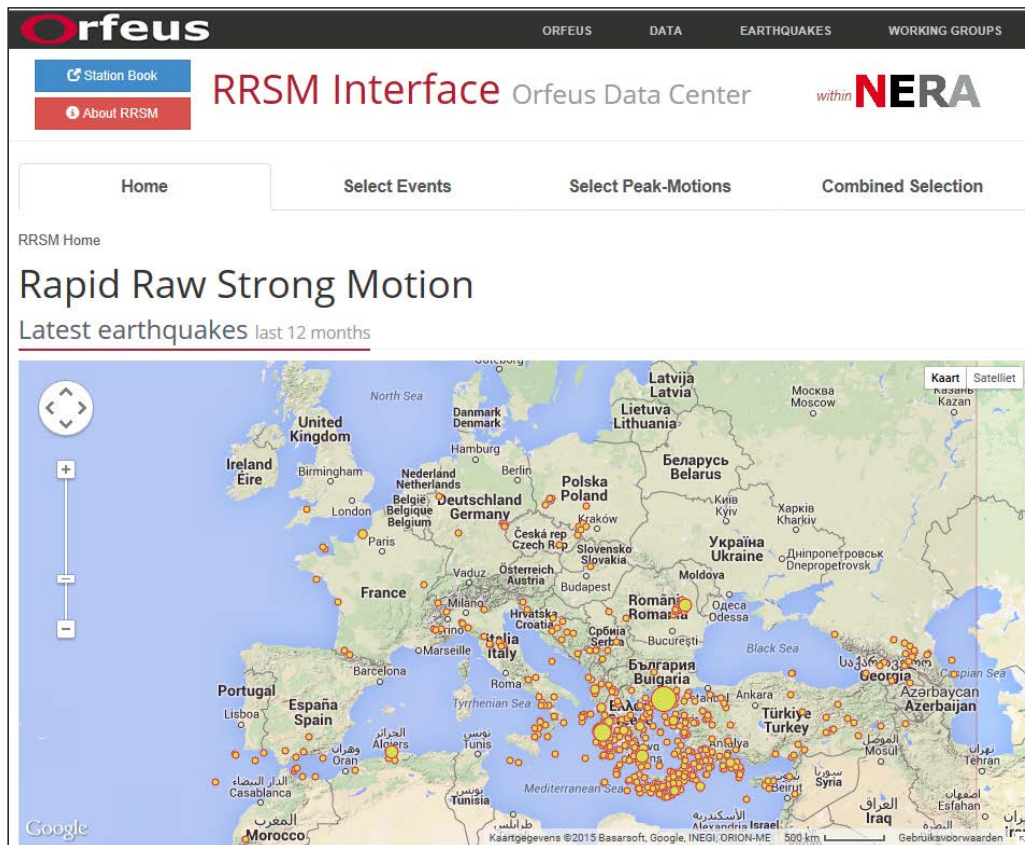 Orfeus
ORFEUS DATA EARTHQUAKES WORKING GROUPS
Station Book
About RRSM
RRSM Interface Orfeus Data Center
within NERA
Home Select Events Select Peak-Motions Combined Selection
RRSM Home
Rapid Raw Strong Motion
Latest earthquakes last 12 months
Kaart Satelliet
North Sea
Latvija
Latvia
Москва
Moscow
Kazan
Danmark
Denmark
Lietuva
Lithuania
United
Kingdom
Ireland
Éire
Birmingham
Hamburg
Nederland
Netherlands
Berlin
Беларусь
Belarus
Polska
Poland
London
België
Belgique
Belgium
Deutschland
Germany
Київ
Kyiv
Харків
Kharkiv
Kraków
Paris
Česká rep
Czech Rep
Slovensko
Slovakia
Україна
Ukraine
Дніпропетровськ
Dnepropetrovsk
Vaduz
Österreich
Austria
Budapest
Moldova
France
Milano
Hrvatska
Croatia
România
Romania
Одеса
Odessa
Torino
Italia
Italy
Србија
Serbia
București
Marseille
Black Sea
България
Bulgaria
Georgia
Caspian Sea
Barcelona
Roma
Portugal
España
Spain
Tyrrhenian Sea
Ankara
Azərbaycan
Azerbaijan
Lisboa
Türkiye
Turkey
الجزائر
Algiers
تونس
Tunis
وهران
Oran
Antalya
الموصل
Mosul
تهران
Tehran
الدار البيضاء
Casablanca
تونس
Tunisia
Mediterranean Sea
بيروت
Beirut
سوريا
Syria
اصفهان
Esfahan
المغرب
Morocco
طرابلس
الأسكندرية
Alexandria
Israel
العراق
Iraq
Google
Kaartgegevens ©2015 Basarsoft, Google, INEGI, ORION-ME 500 km Gebruiksvoorwaarden